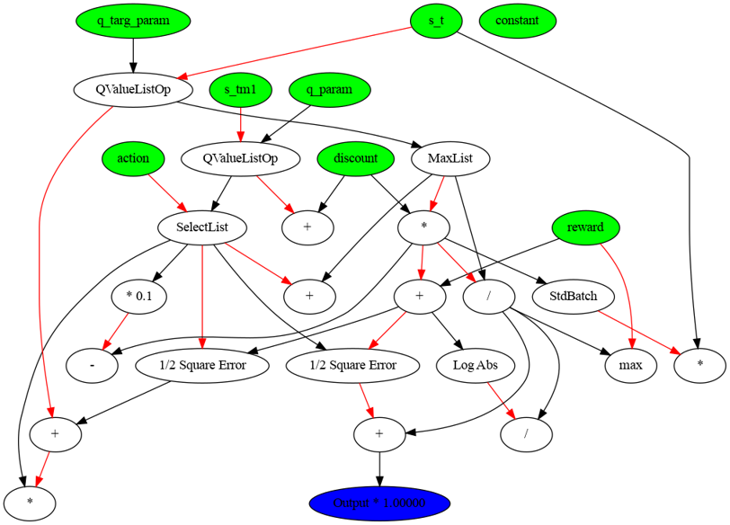 q_targ_param
s_t
constant
QValueListOp
s_tm1
q_param
action
QValueListOp
discount
MaxList
SelectList
+
*
reward
* 0.1
+
+
/
StdBatch
-
1/2 Square Error
1/2 Square Error
Log Abs
max
*
+
+
/
*
Output * 1.00000